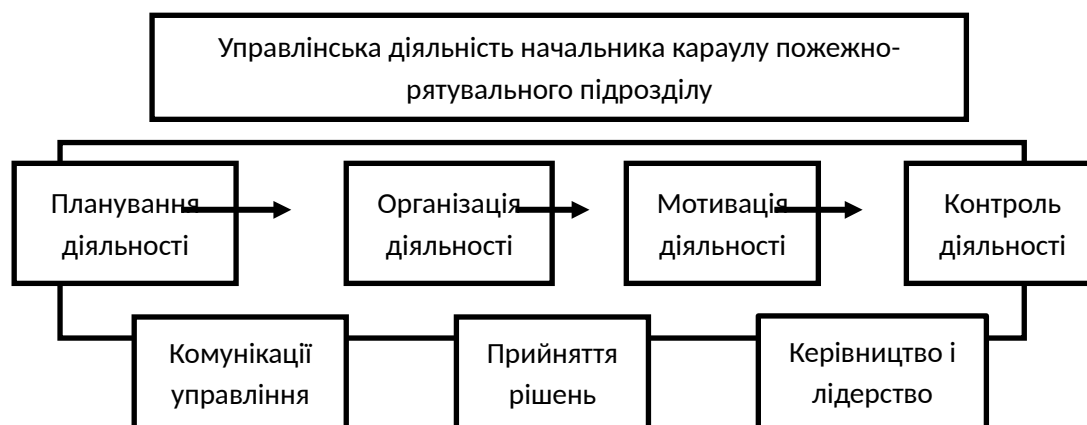 Управлінська діяльність начальника караулу пожежно-
рятувального підрозділу
Планування
діяльності
Організація
діяльності
Мотивація
діяльності
Контроль
діяльності
Комунікації
управління
Прийняття
рішень
Керівництво і
лідерство